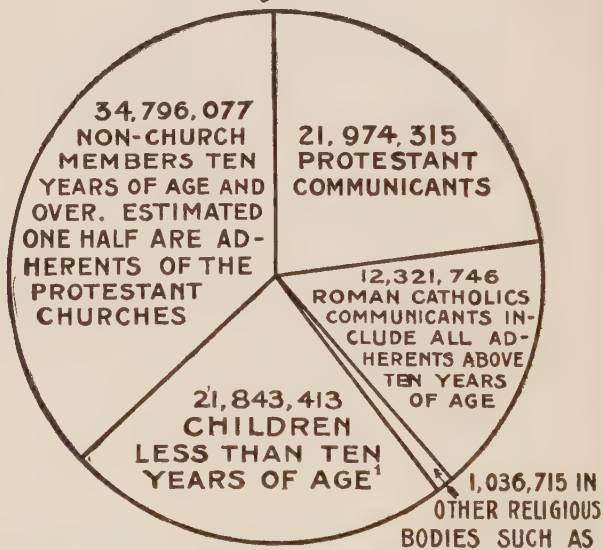 34,796,077
NON-CHURCH
MEMBERS TEN
YEARS OF AGE AND
OVER. ESTIMATED
ONE HALF ARE AD-
HERENTS OF THE
PROTESTANT
CHURCHES
21,974,315
PROTESTANT
COMMUNICANTS
12,321,746
ROMAN CATHOLICS
COMMUNICANTS IN-
CLUDE ALL AD-
HERENTS ABOVE
TEN YEARS
OF AGE
21,843,413
CHILDREN
LESS THAN TEN
YEARS OF AGE¹
1,036,715 IN
OTHER RELIGIOUS
BODIES SUCH AS